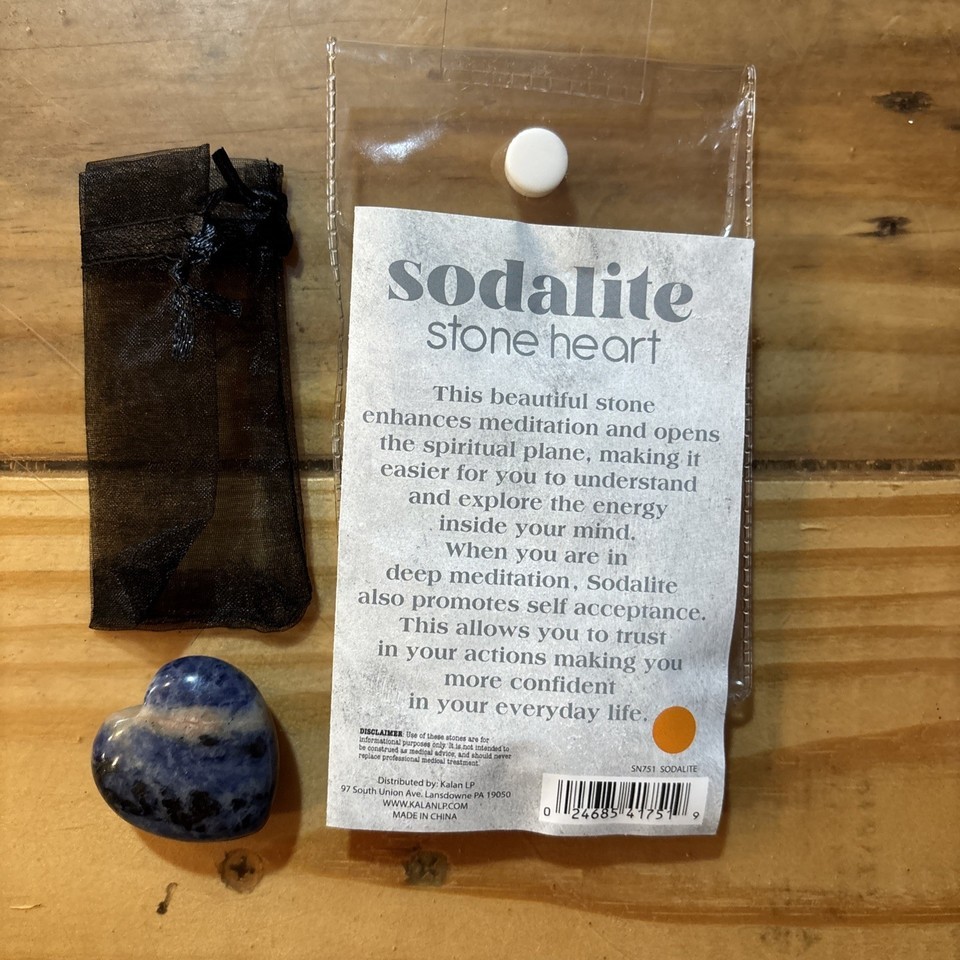 sodalite
stone heart
This beautiful stone
enhances meditation and opens
the spiritual plane, making it
easier for you to understand
and explore the energy
inside your mind.
When you are in
deep meditation, Sodalite
also promotes self acceptance.
This allows you to trust
in your actions making you
more confident
in your everyday life.
DISCLAIMER: Use of these stones are for
informational purposes only. It is not intended to
be construed as medical advice, and should never
replace professional medical treatment.
Distributed by: Kalan LP
97 South Union Ave. Lansdowne PA 19050
WWW.KALANLP.COM
MADE IN CHINA
SN751 SODALITE
0 24685 41751 9